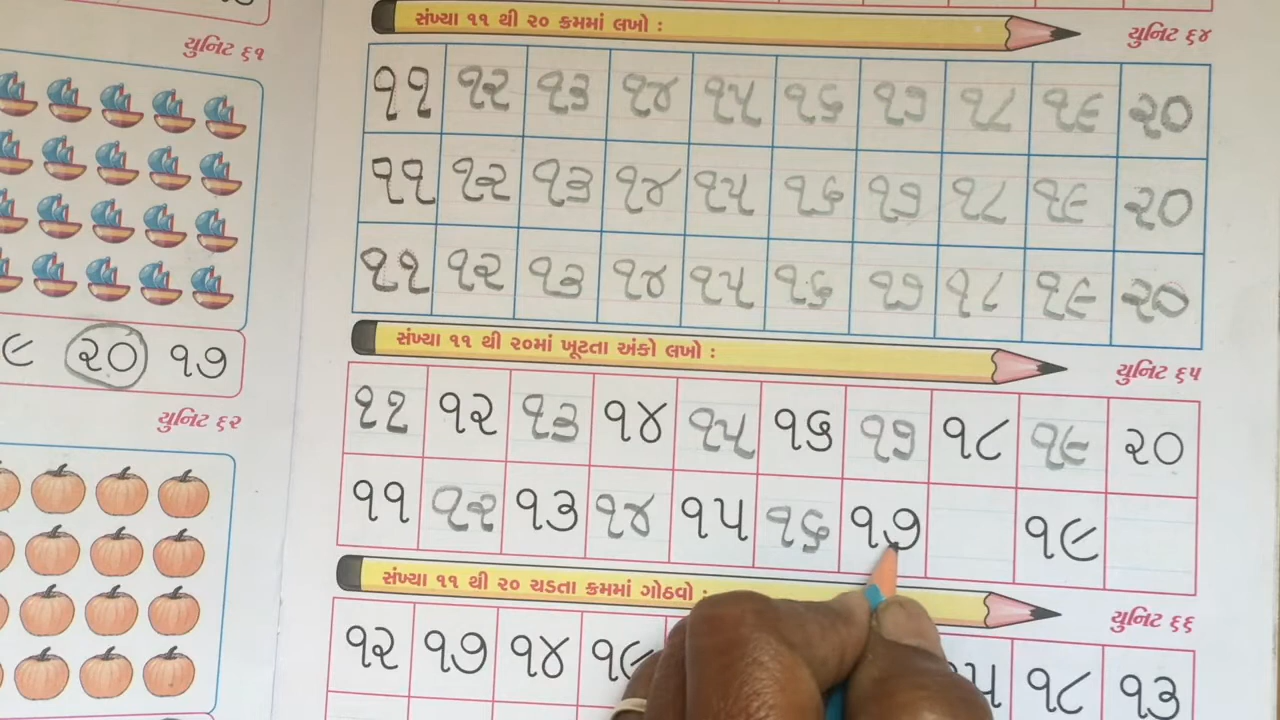 યુનિટ ૬૧
૯ ૨૦ ૧૭
યુનિટ ૬૨
સંખ્યા ૧૧ થી ૨૦ ક્રમમાં લખો :
યુનિટ ૬૪
૧૧ ૧૨ ૧૩ ૧૪ ૧૫ ૧૬ ૧૭ ૧૮ ૧૯ ૨૦
૧૧ ૧૨ ૧૩ ૧૪ ૧૫ ૧૬ ૧૭ ૧૮ ૧૯ ૨૦
૧૧ ૧૨ ૧૩ ૧૪ ૧૫ ૧૬ ૧૭ ૧૮ ૧૯ ૨૦
સંખ્યા ૧૧ થી ૨૦માં ખૂટતા અંકો લખો :
યુનિટ ૬૫
૧૧ ૧૨ ૧૩ ૧૪ ૧૫ ૧૬ ૧૭ ૧૮ ૧૯ ૨૦
૧૧ ૧૨ ૧૩ ૧૪ ૧૫ ૧૬ ૧૭ ૧૯
સંખ્યા ૧૧ થી ૨૦ ચડતા ક્રમમાં ગોઠવો :
યુનિટ ૬૬
૧૨ ૧૭ ૧૪ ૧૯ ૧૮ ૧૩